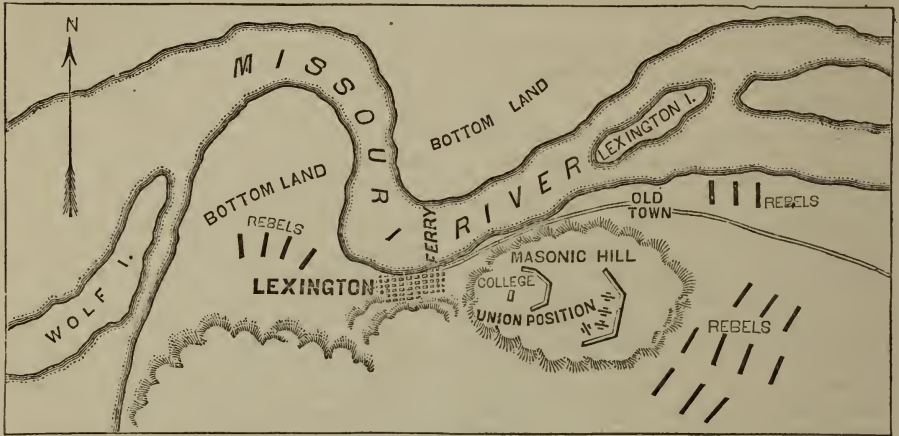 N
MISSOURI RIVER
BOTTOM LAND
LEXINGTON I.
BOTTOM LAND
REBELS
FERRY
OLD
TOWN
REBELS
WOLF I.
LEXINGTON
MASONIC HILL
COLLEGE
UNION POSITION
REBELS